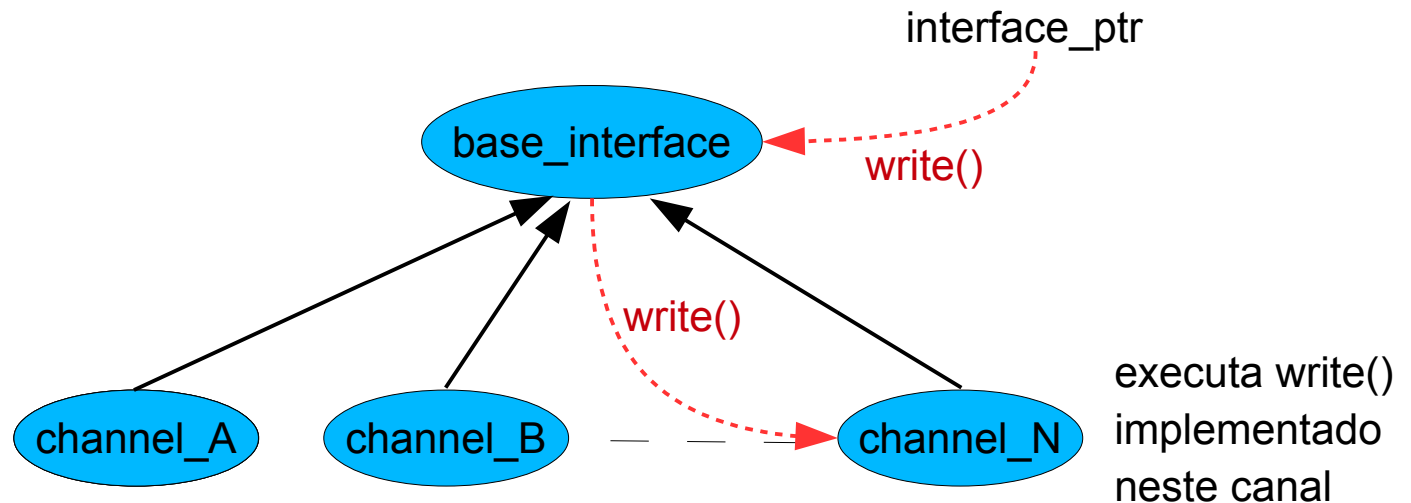 interface_ptr
base_interface
write()
write()
channel_A
channel_B
channel_N
executa write()
implementado
neste canal